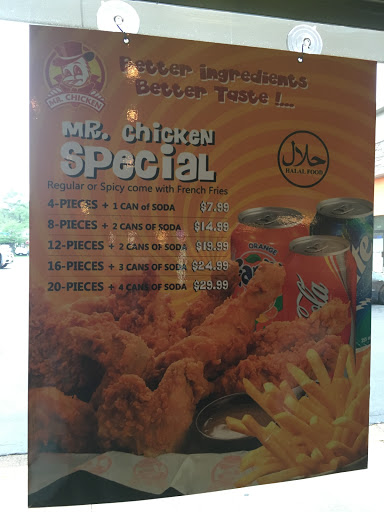 MR. CHICKEN
Better ingredients
Better Taste !...
MR. CHICKEN
SPECIAL
Regular or Spicy come with French Fries
حلال
HALAL FOOD
4-PIECES + 1 CAN of SODA $7.99
8-PIECES + 2 CANS OF SODA $14.99
12-PIECES + 2 CANS OF SODA $19.99
16-PIECES + 3 CANS OF SODA $24.99
20-PIECES + 4 CANS OF SODA $29.99
ORANGE